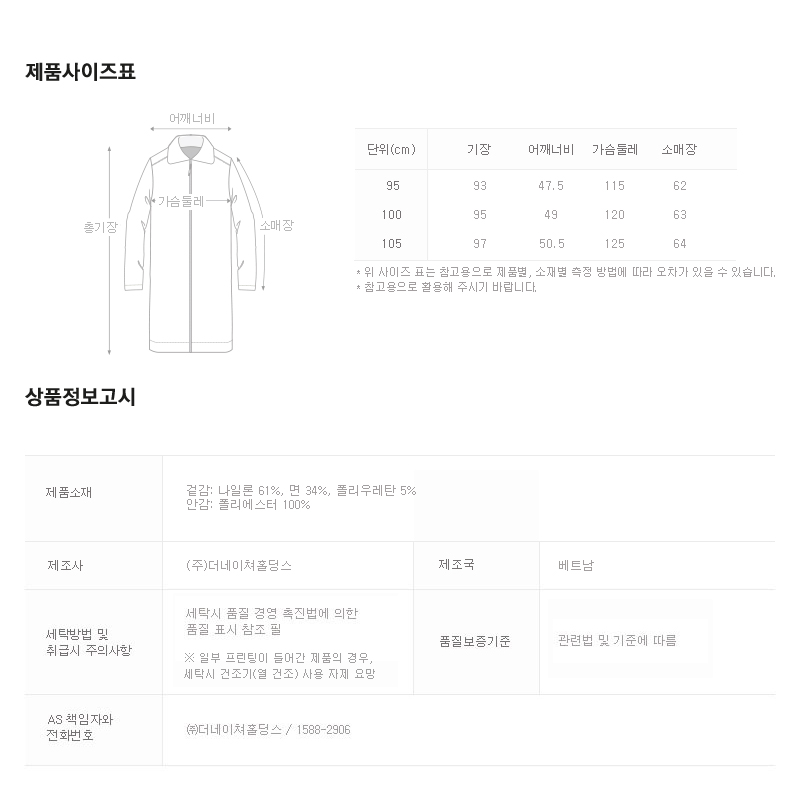 제품사이즈표
어깨너비
가슴둘레
총기장
소매장
단위(cm) 기장 어깨너비 가슴둘레 소매장
95 93 47.5 115 62
100 95 49 120 63
105 97 50.5 125 64
* 위 사이즈 표는 참고용으로 제품별, 소재별 측정 방법에 따라 오차가 있을 수 있습니다.
* 참고용으로 활용해 주시기 바랍니다.
상품정보고시
제품소재
겉감: 나일론 61%, 면 34%, 폴리우레탄 5%
안감: 폴리에스터 100%
제조사 (주)더네이쳐홀딩스 제조국 베트남
세탁방법 및
취급시 주의사항
세탁시 품질 경영 촉진법에 의한
품질 표시 참조 필
※ 일부 프린팅이 들어간 제품의 경우,
세탁시 건조기(열 건조) 사용 자제 요망
품질보증기준 관련법 및 기준에 따름
AS 책임자와
전화번호
㈜더네이쳐홀딩스 / 1588-2906